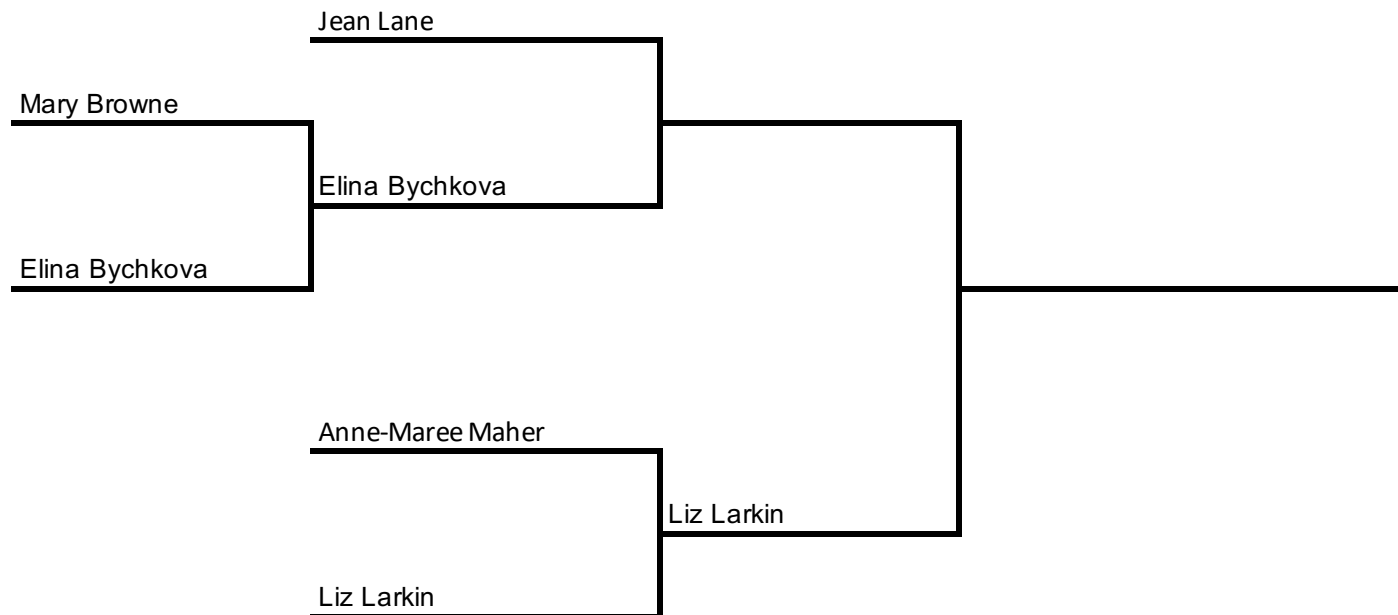 Jean Lane
Mary Browne
Elina Bychkova
Elina Bychkova
Anne-Maree Maher
Liz Larkin
Liz Larkin